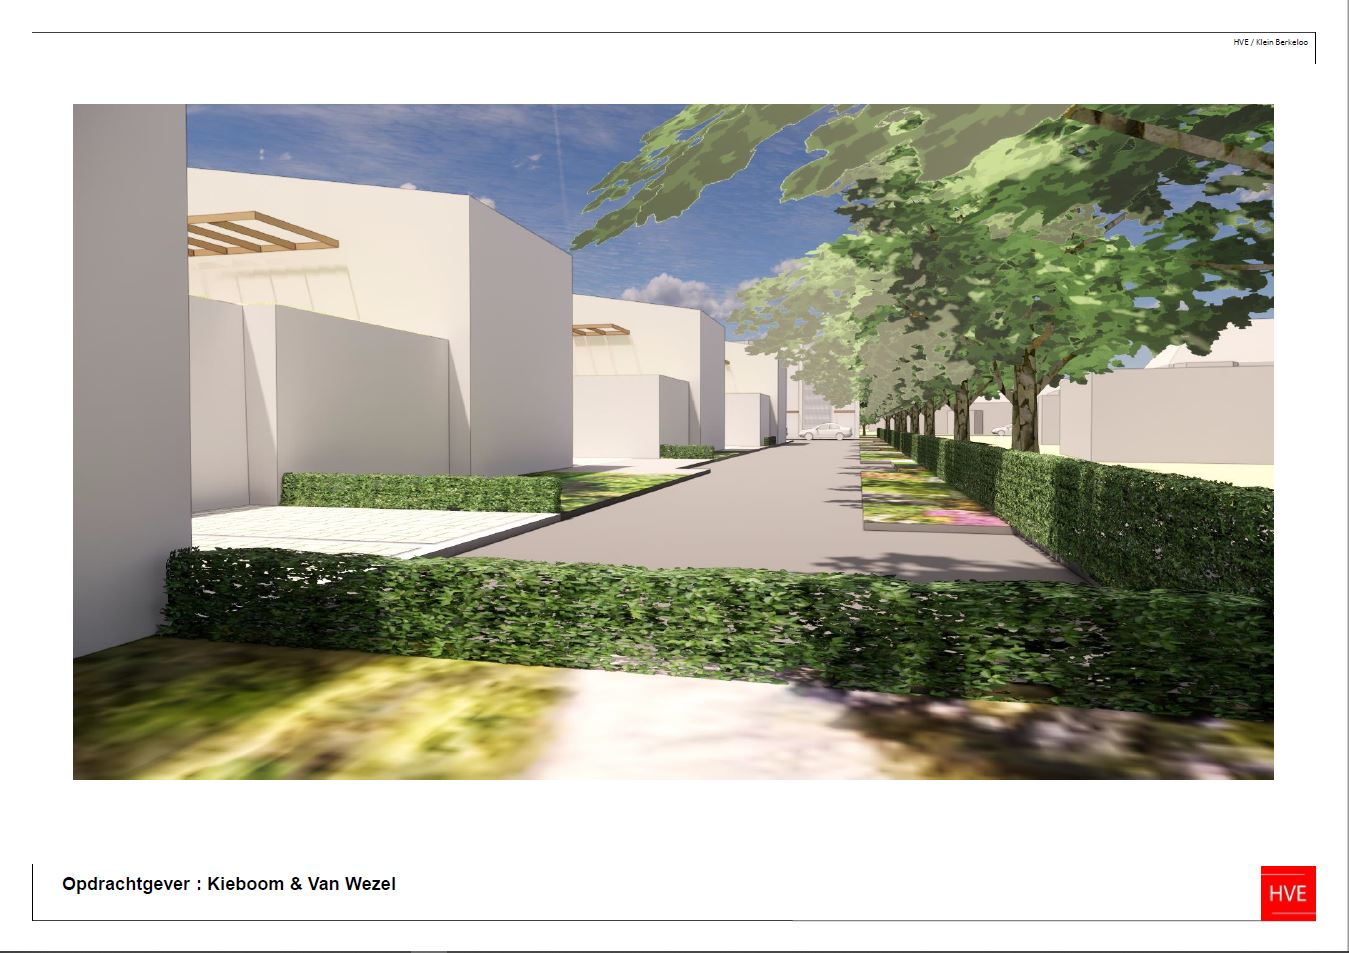 HVE / Klein Berkeloo
Opdrachtgever : Kieboom & Van Wezel
HVE